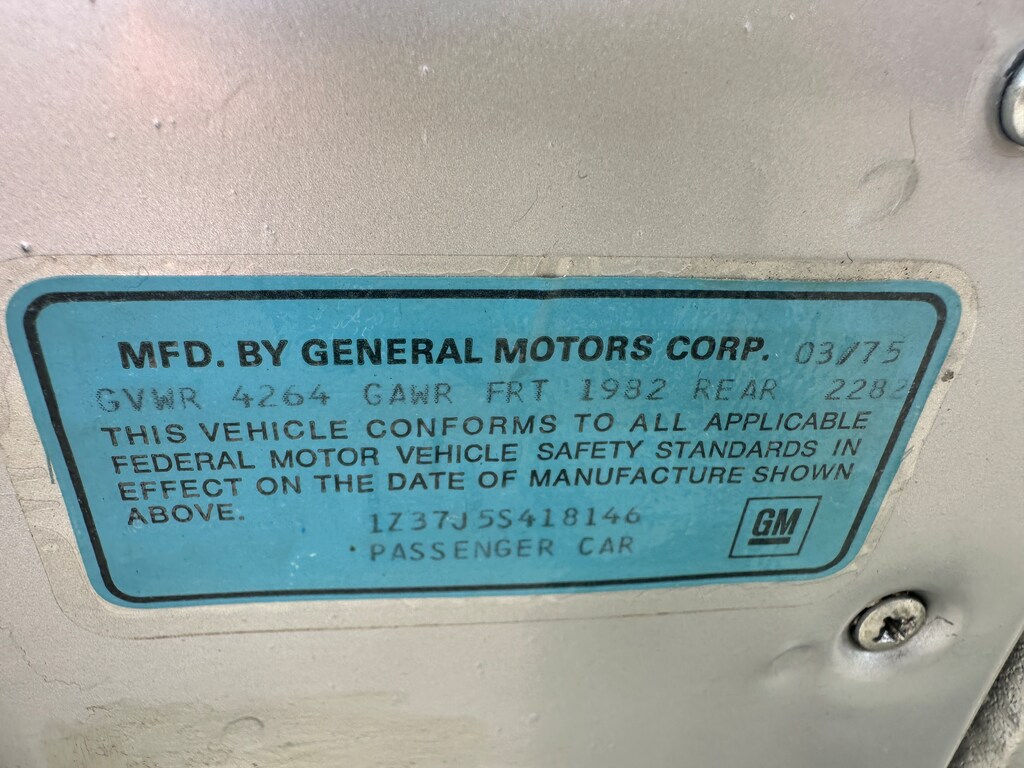 MFD. BY GENERAL MOTORS CORP. 03/75
GVWR 4264 GAWR FRT 1982 REAR 2282
THIS VEHICLE CONFORMS TO ALL APPLICABLE
FEDERAL MOTOR VEHICLE SAFETY STANDARDS IN
EFFECT ON THE DATE OF MANUFACTURE SHOWN
ABOVE.
1Z37J5S418146
PASSENGER CAR
GM